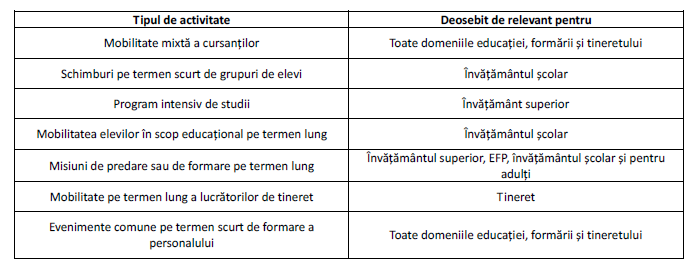 Tipul de activitate
Deosebit de relevant pentru
Mobilitate mixtă a cursanților
Toate domeniile educației, formării și tineretului
Schimburi pe termen scurt de grupuri de elevi
Învățământul școlar
Program intensiv de studii
Învățământ superior
Mobilitatea elevilor în scop educațional pe termen lung
Învățământul școlar
Misiuni de predare sau de formare pe termen lung
Învățământul superior, EFP, învățământul școlar și pentru
adulți
Mobilitate pe termen lung a lucrătorilor de tineret
Tineret
Evenimente comune pe termen scurt de formare a
personalului
Toate domeniile educației, formării și tineretului